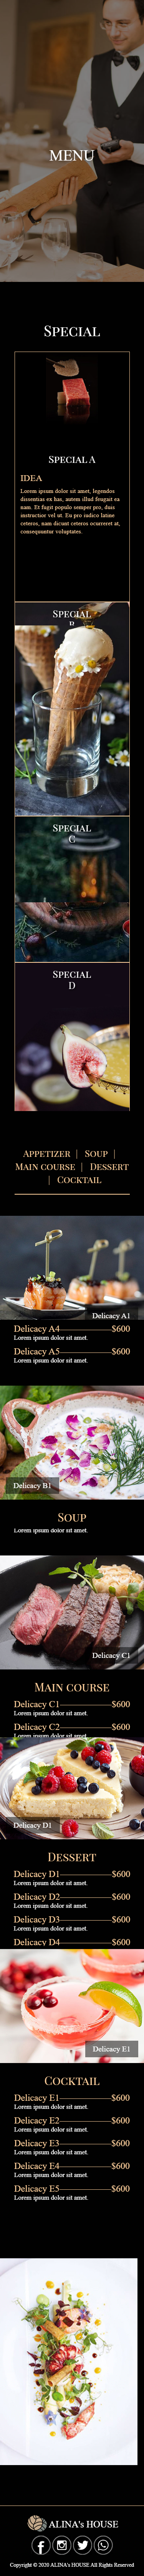 MENU
SPECIAL
SPECIAL A
IDEA
Lorem ipsum dolor sit amet, legendos
dissentias ex has, autem illud feugait ea
nam. Et fugit populo semper pro, duis
instructior vel ut. Eu pro iudico latine
ceteros, nam dicunt ceteros ocurreret at,
consequuntur voluptates.
SPECIAL
SPECIAL
C
SPECIAL
D
APPETIZER | SOUP |
MAIN COURSE | DESSERT
| COCKTAIL
Delicacy A1
Delicacy A4 $600
Lorem ipsum dolor sit amet.
Delicacy A5 $600
Lorem ipsum dolor sit amet.
Delicacy B1
SOUP
Lorem ipsum dolor sit amet.
Delicacy C1
MAIN COURSE
Delicacy C1 $600
Lorem ipsum dolor sit amet.
Delicacy C2 $600
Lorem ipsum dolor sit amet.
Delicacy D1
DESSERT
Delicacy D1 $600
Lorem ipsum dolor sit amet.
Delicacy D2 $600
Lorem ipsum dolor sit amet.
Delicacy D3 $600
Lorem ipsum dolor sit amet.
Delicacy D4 $600
Delicacy E1
COCKTAIL
Delicacy E1 $600
Lorem ipsum dolor sit amet.
Delicacy E2 $600
Lorem ipsum dolor sit amet.
Delicacy E3 $600
Lorem ipsum dolor sit amet.
Delicacy E4 $600
Lorem ipsum dolor sit amet.
Delicacy E5 $600
Lorem ipsum dolor sit amet.
ALINA's HOUSE
Copyright © 2020 ALINA's HOUSE All Rights Reserved